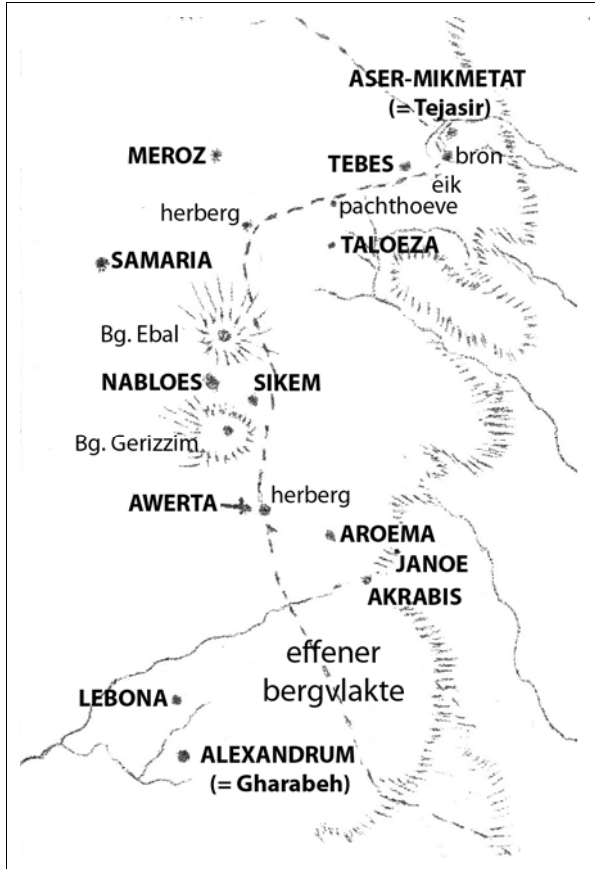 ASER-MIKMETAT
(= Tejasir)
MEROZ
TEBES
bron
eik
herberg
pachthoeve
TALOEZA
SAMARIA
Bg. Ebal
NABLOES
SIKEM
Bg. Gerizzim
AWERTA
herberg
AROEMA
JANOE
AKRABIS
effener
bergvlakte
LEBONA
ALEXANDRUM
(= Gharabeh)